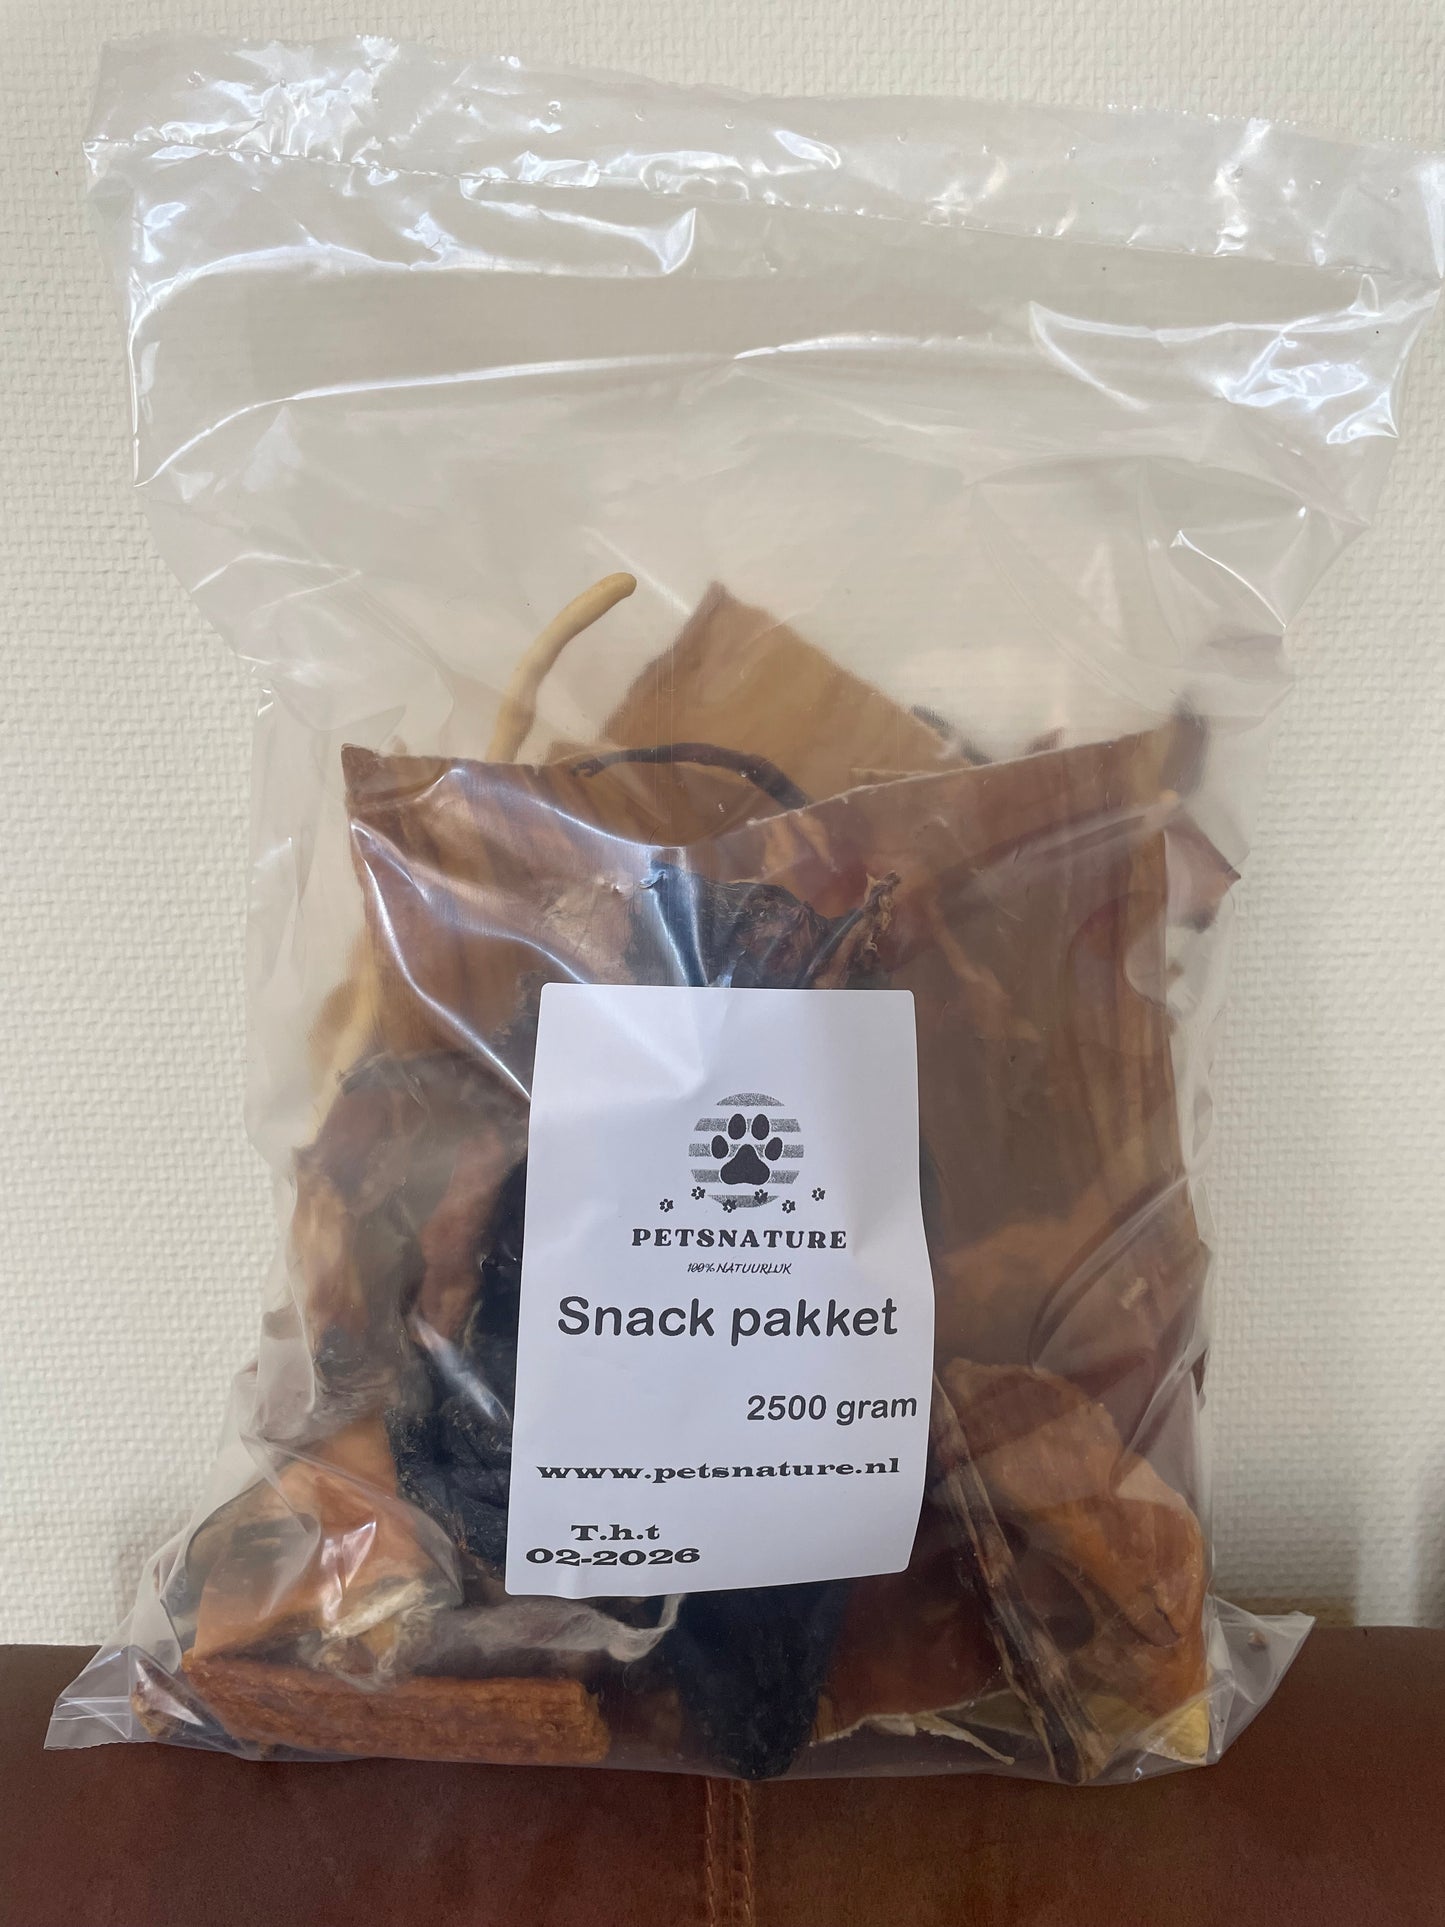 PETSNATURE
100% NATUURLIJK
Snack pakket
2500 gram
www.petsnature.nl
T.h.t
02-2026